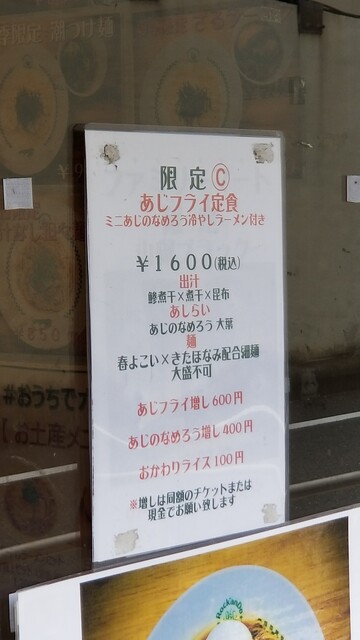 限定 Ⓒ
あじフライ定食
ミニあじのなめろう冷やしラーメン付き
¥1600(税込)
出汁
鯵煮干×煮干×昆布
あしらい
あじのなめろう 大葉
麺
春よこい×きたほなみ配合細麺
大盛不可
あじフライ増し600円
あじのなめろう増し400円
おかわりライス100円
※増しは同額のチケットまたは
現金でお願い致します
#おうちで